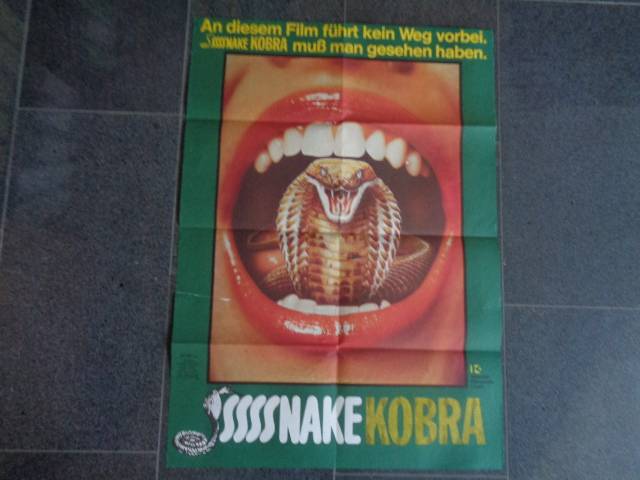 An diesem Film führt kein Weg vorbei.
SSSSNAKE KOBRA muß man gesehen haben.
SSSSNAKE KOBRA